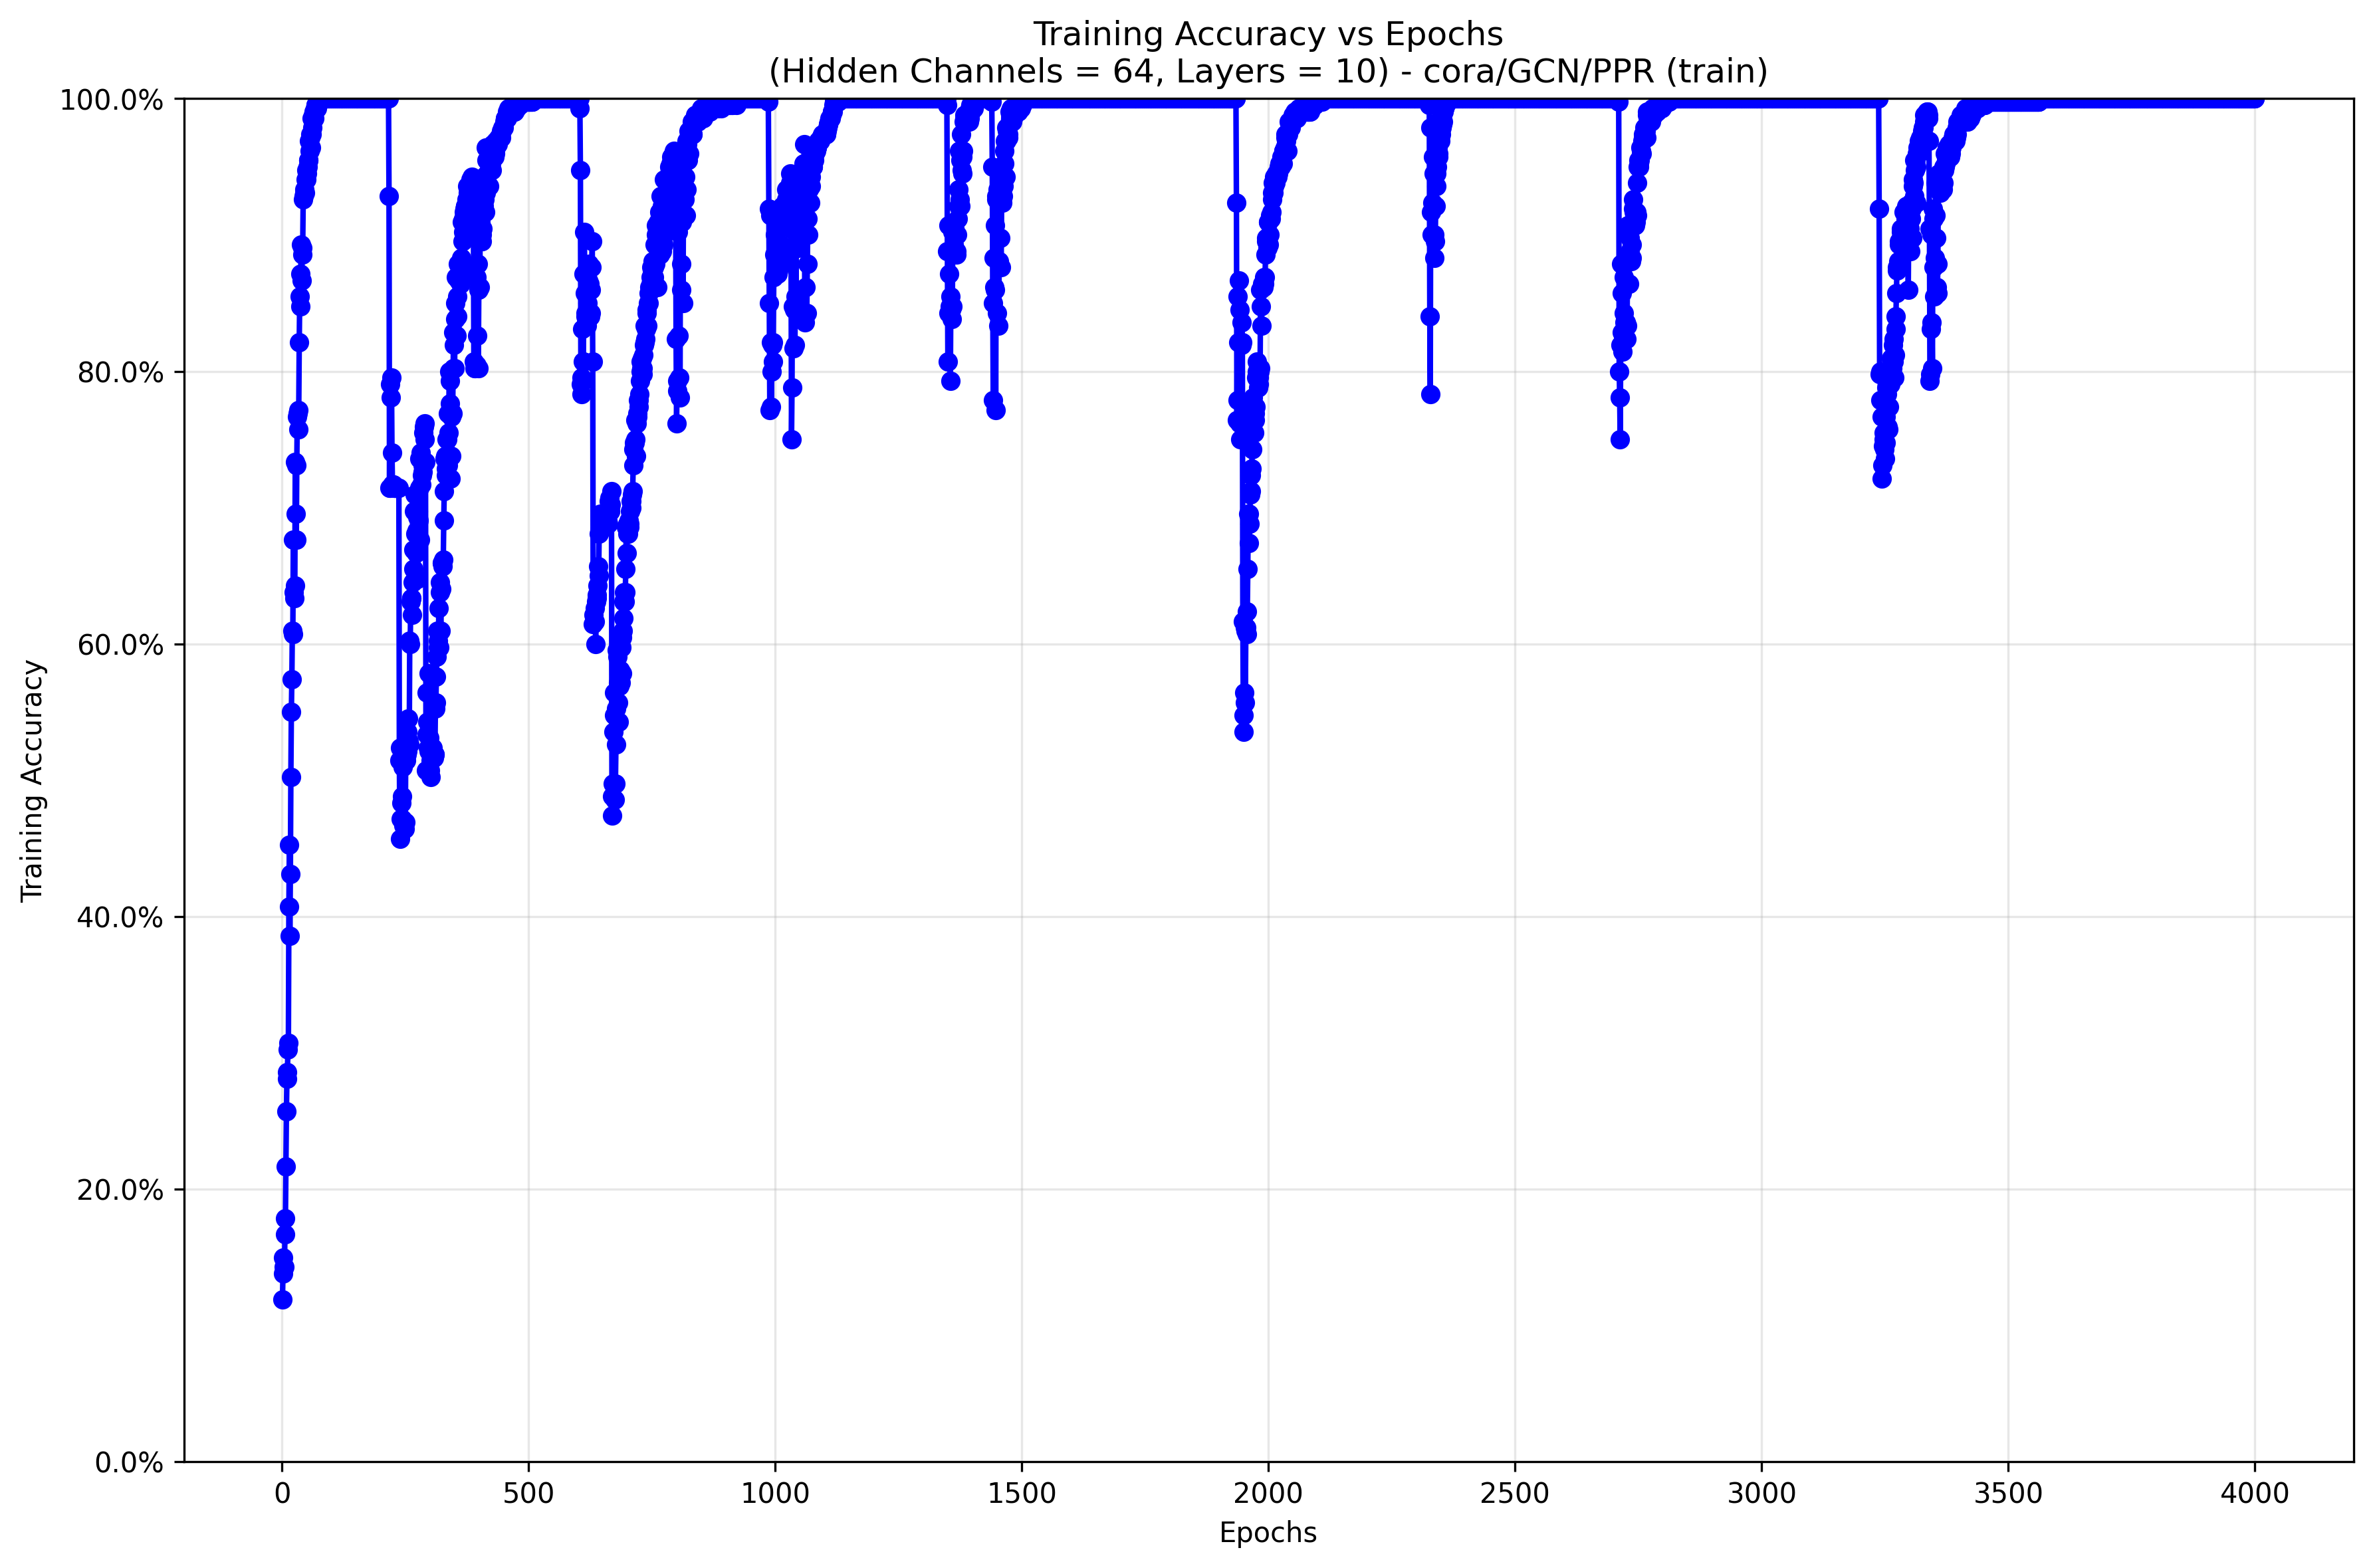 Training Accuracy vs Epochs
(Hidden Channels = 64, Layers = 10) - cora/GCN/PPR (train)
100.0%
80.0%
60.0%
40.0%
20.0%
0.0%
Training Accuracy
0 500 1000 1500 2000 2500 3000 3500 4000
Epochs